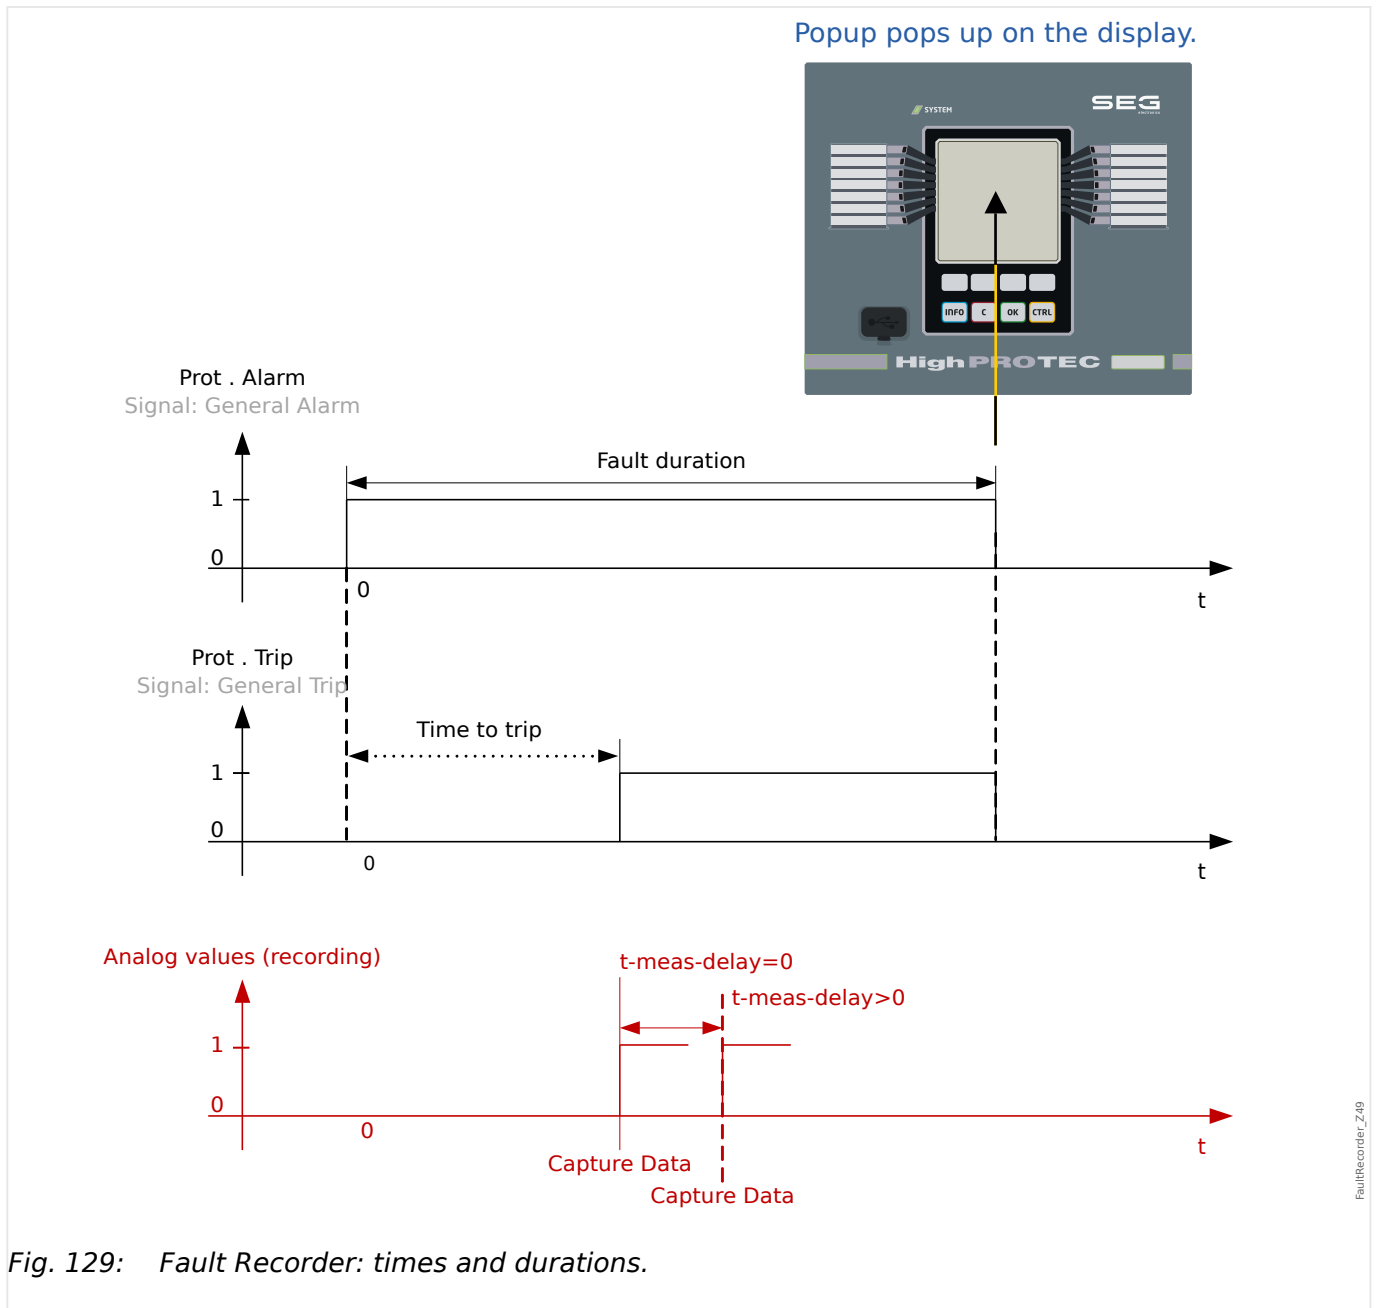 Popup pops up on the display.
SYSTEM
SEG
electronics
INFO
C
OK
CTRL
HighPROTEC
Prot . Alarm
Signal: General Alarm
Fault duration
1
0
0
t
Prot . Trip
Signal: General Trip
Time to trip
1
0
0
t
Analog values (recording)
t-meas-delay=0
t-meas-delay>0
1
0
0
t
Capture Data
Capture Data
FaultRecorder_Z49
Fig. 129: Fault Recorder: times and durations.